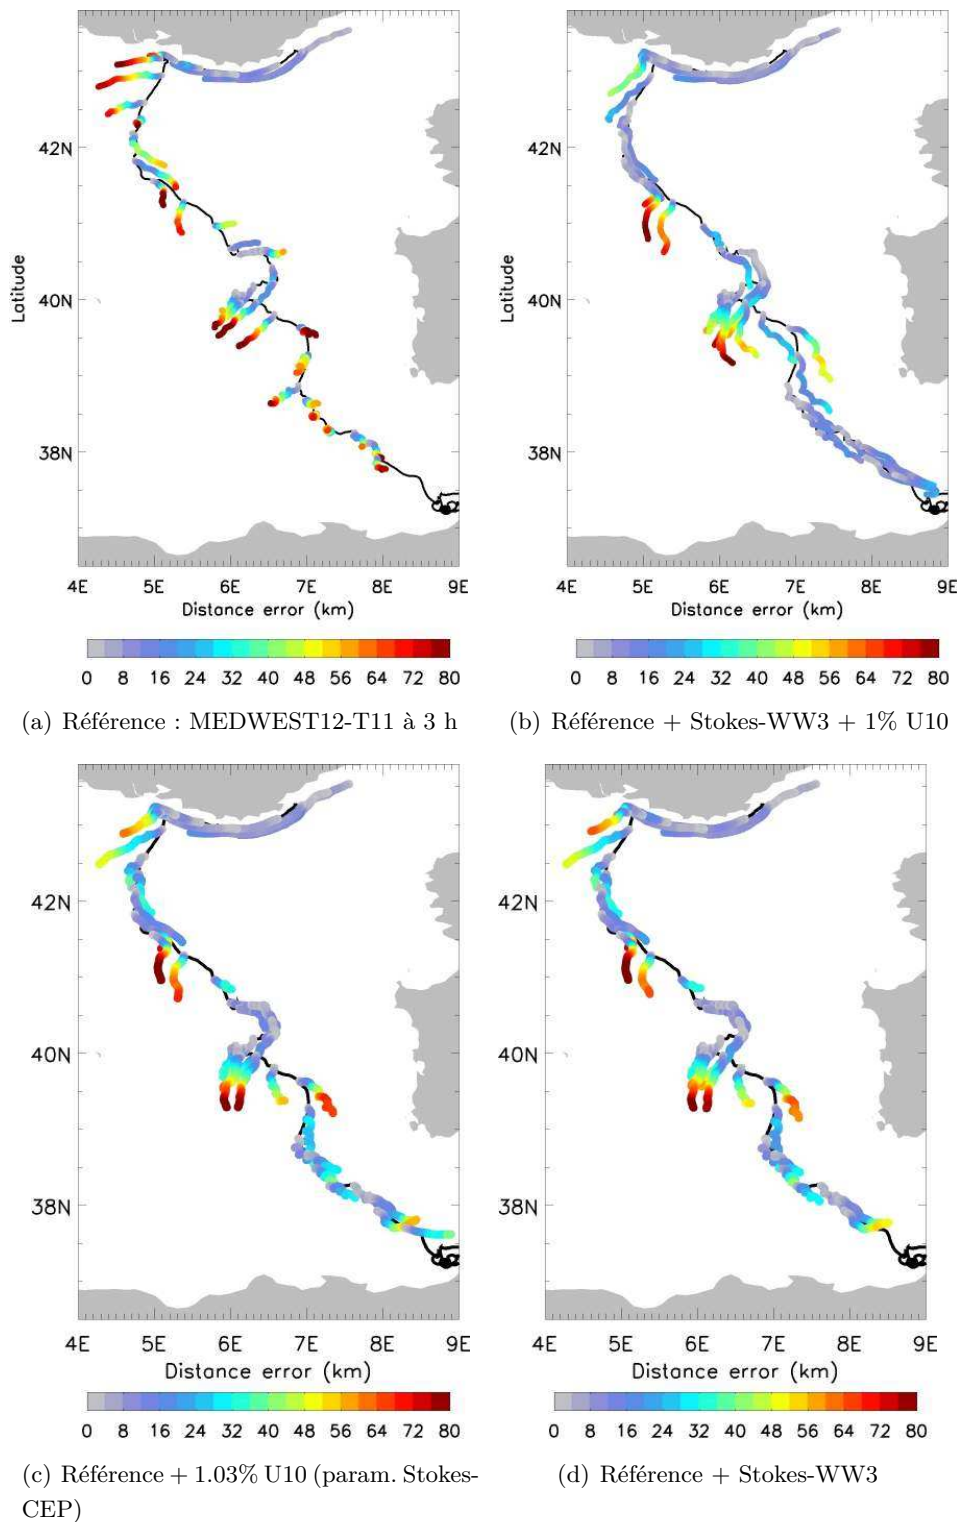 42N
40N
38N
Latitude
4E 5E 6E 7E 8E 9E
Distance error (km)
0 8 16 24 32 40 48 56 64 72 80
(a) Référence : MEDWEST12-T11 à 3 h
42N
40N
38N
Latitude
4E 5E 6E 7E 8E 9E
Distance error (km)
0 8 16 24 32 40 48 56 64 72 80
(b) Référence + Stokes-WW3 + 1% U10
42N
40N
38N
4E 5E 6E 7E 8E 9E
Distance error (km)
0 8 16 24 32 40 48 56 64 72 80
(c) Référence + 1.03% U10 (param. Stokes-
CEP)
42N
40N
38N
4E 5E 6E 7E 8E 9E
Distance error (km)
0 8 16 24 32 40 48 56 64 72 80
(d) Référence + Stokes-WW3